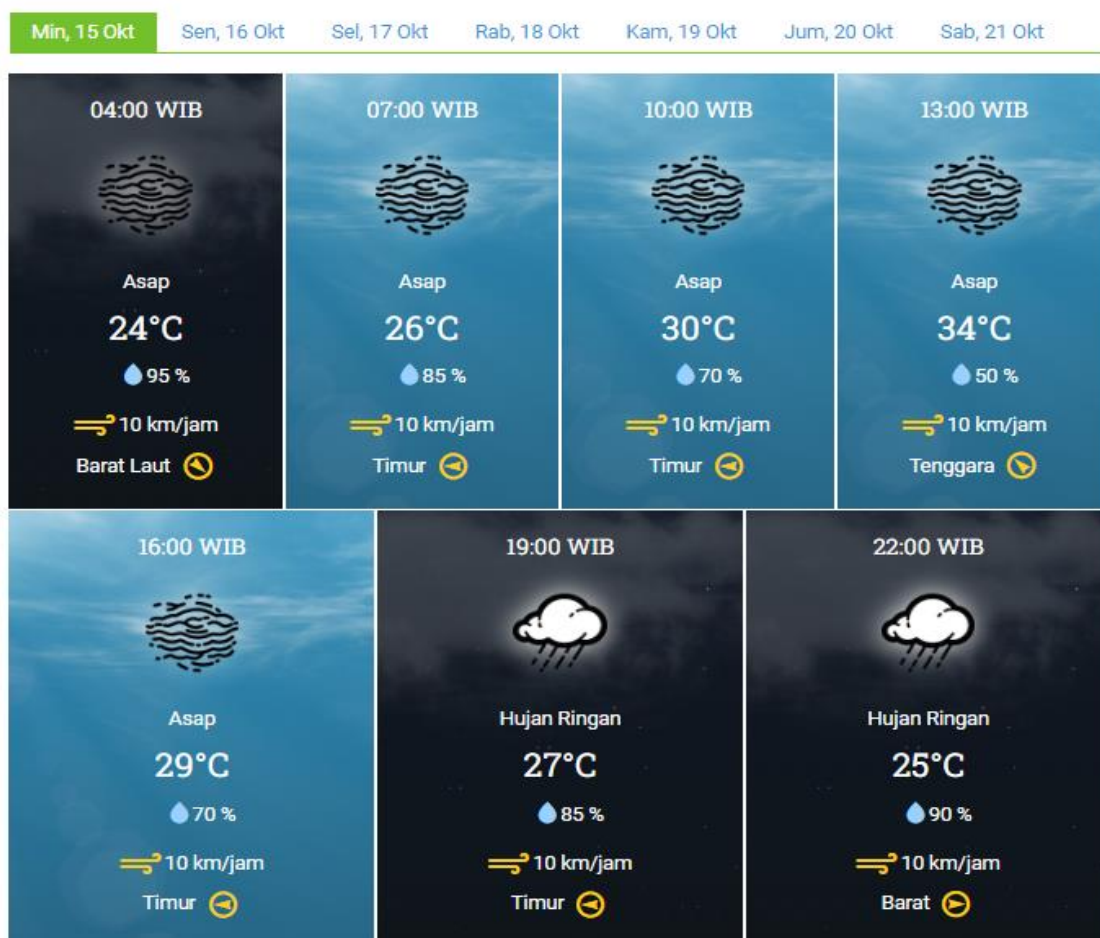 Min, 15 Okt Sen, 16 Okt Sel, 17 Okt Rab, 18 Okt Kam, 19 Okt Jum, 20 Okt Sab, 21 Okt
04:00 WIB
Asap
24°C
95 %
10 km/jam
Barat Laut
07:00 WIB
Asap
26°C
85 %
10 km/jam
Timur
10:00 WIB
Asap
30°C
70 %
10 km/jam
Timur
13:00 WIB
Asap
34°C
50 %
10 km/jam
Tenggara
16:00 WIB
Asap
29°C
70 %
10 km/jam
Timur
19:00 WIB
Hujan Ringan
27°C
85 %
10 km/jam
Timur
22:00 WIB
Hujan Ringan
25°C
90 %
10 km/jam
Barat